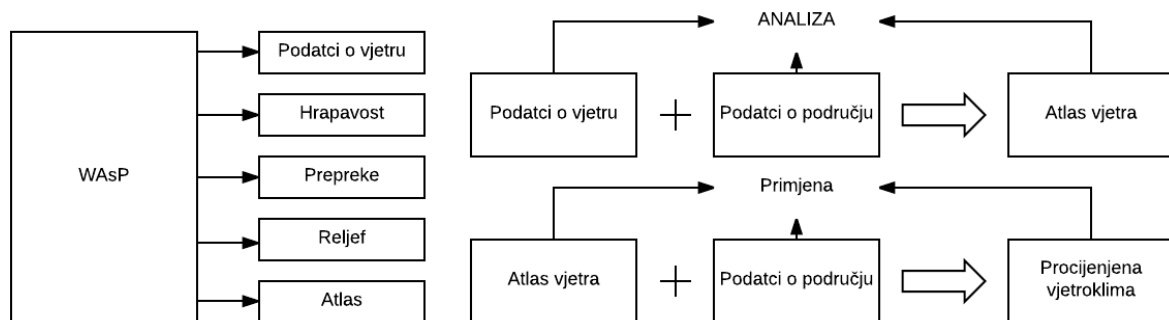 WAsP
Podatci o vjetru
Hrapavost
Prepreke
Reljef
Atlas
ANALIZA
Podatci o vjetru
+
Podatci o području
Atlas vjetra
Primjena
Atlas vjetra
+
Podatci o području
Procijenjena
vjetroklima